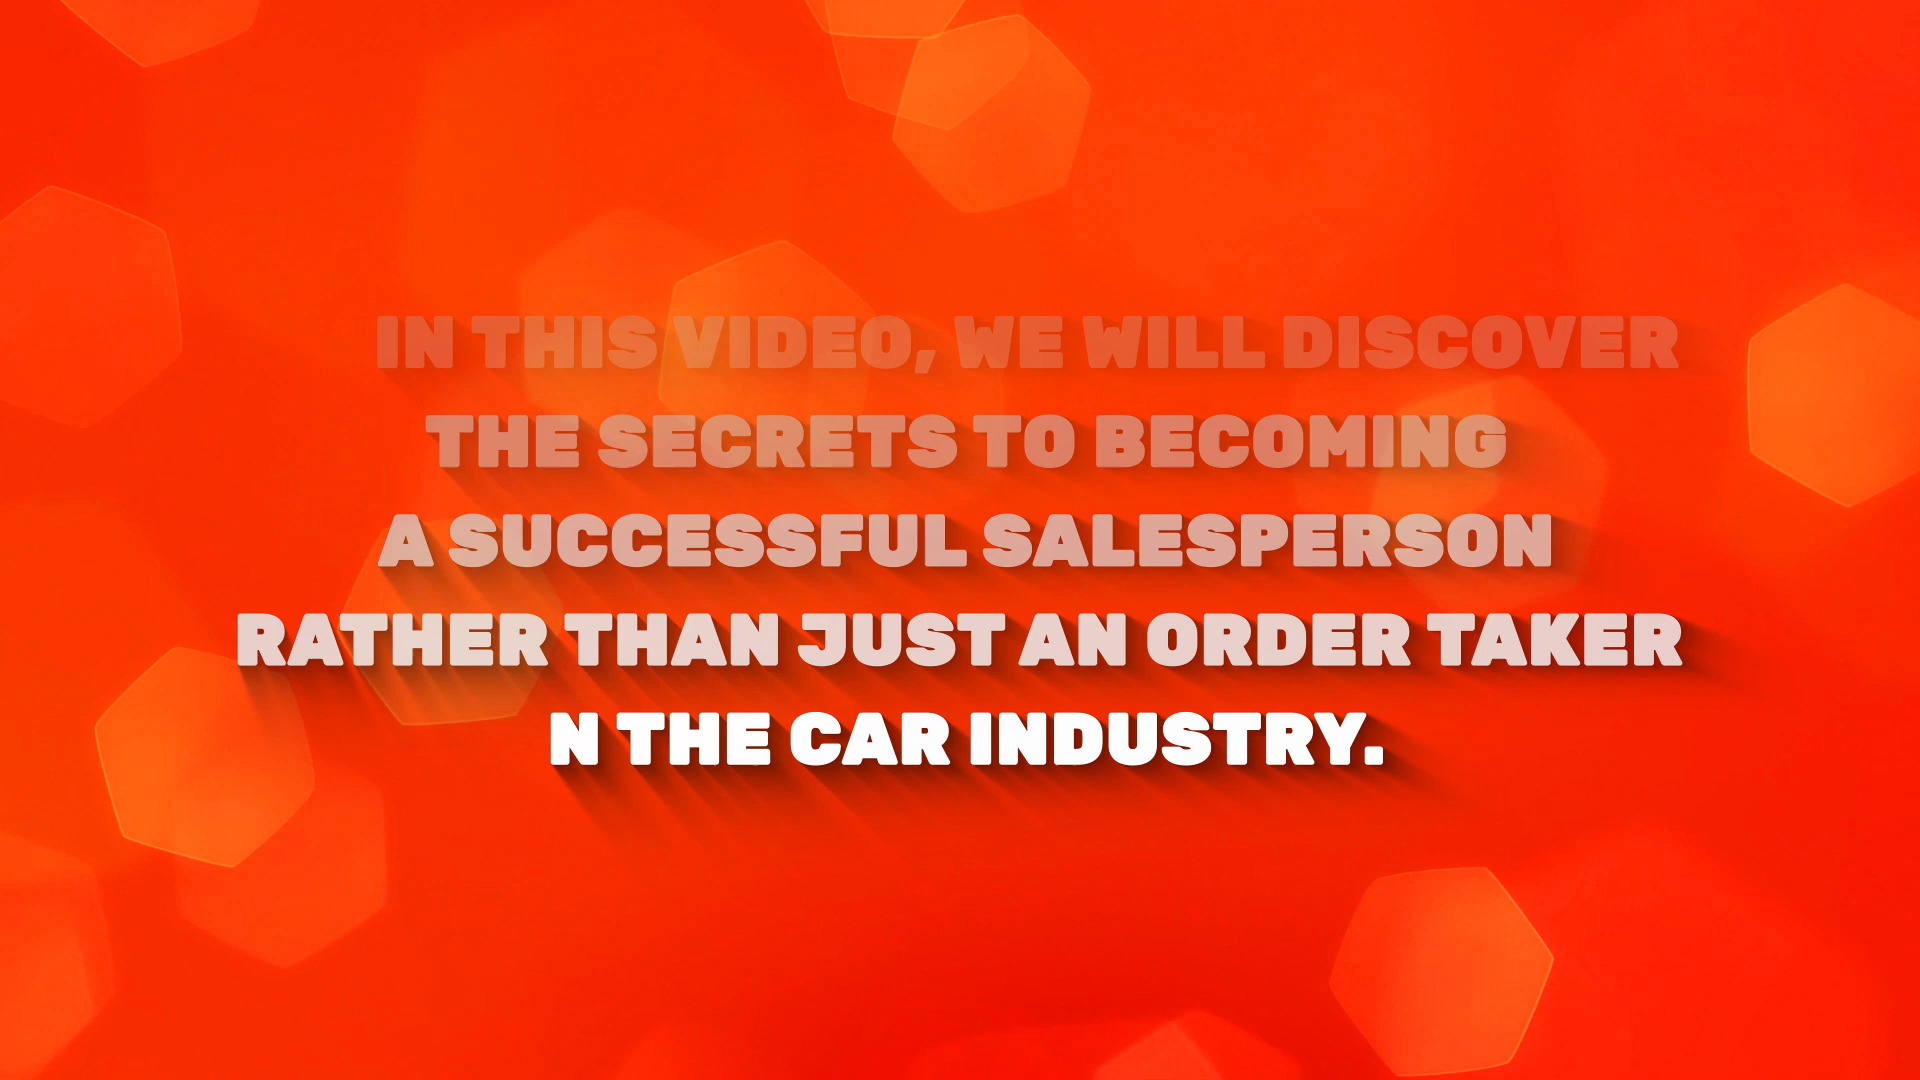 IN THIS VIDEO, WE WILL DISCOVER
THE SECRETS TO BECOMING
A SUCCESSFUL SALESPERSON
RATHER THAN JUST AN ORDER TAKER
N THE CAR INDUSTRY.